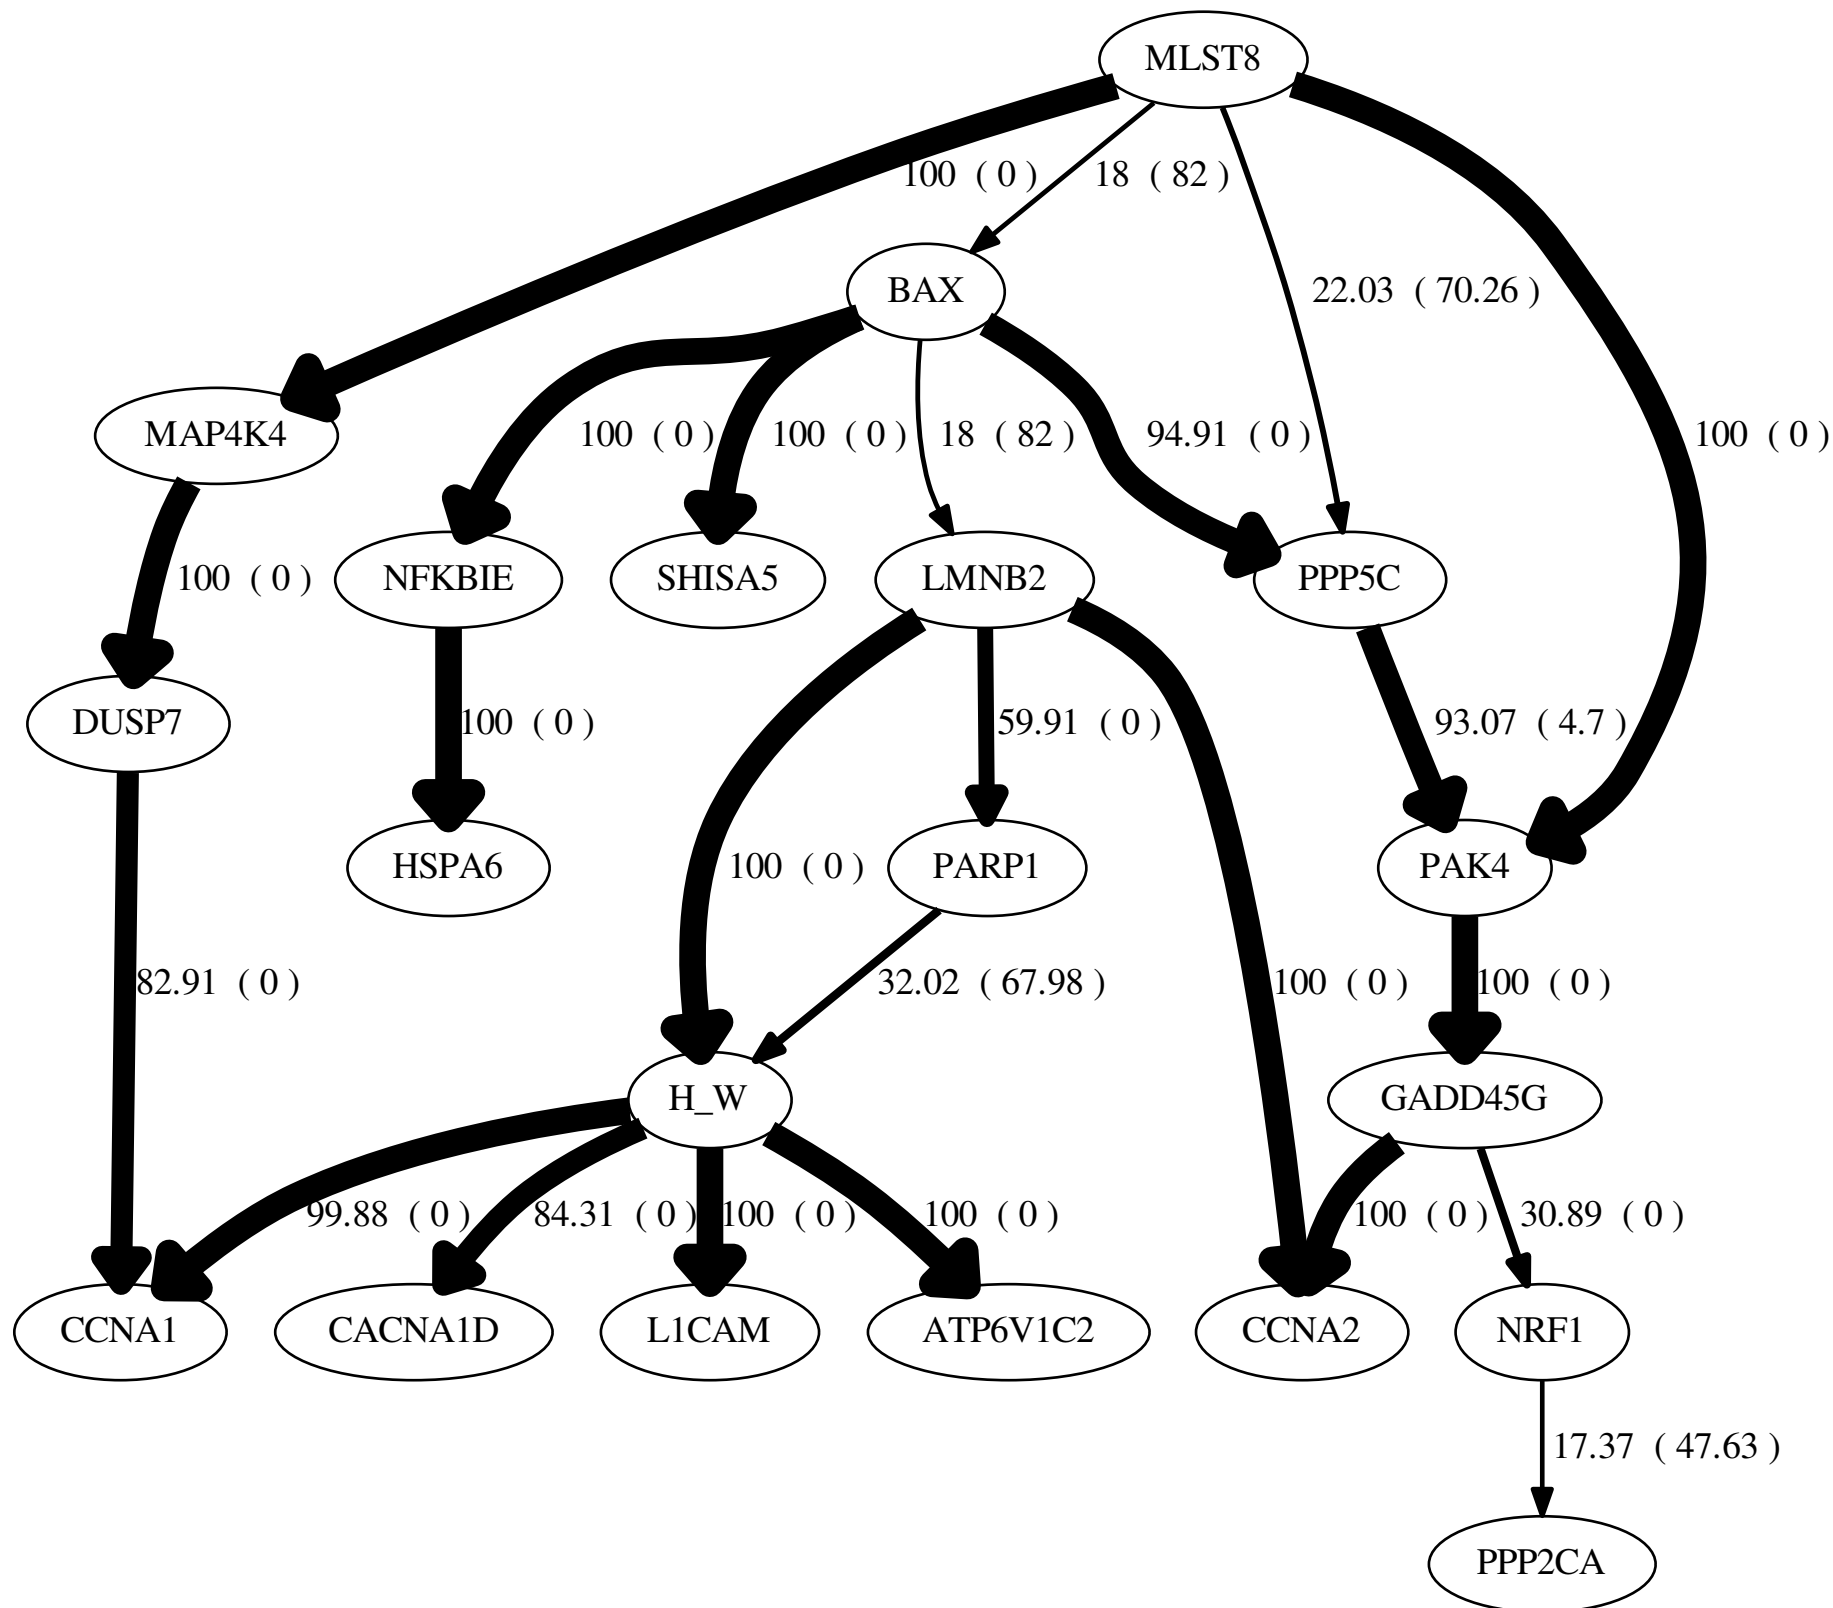 MLST8
100 ( 0 )
18 ( 82 )
BAX
22.03 ( 70.26 )
MAP4K4
100 ( 0 )
100 ( 0 )
18 ( 82 )
94.91 ( 0 )
100 ( 0 )
100 ( 0 )
NFKBIE
SHISA5
LMNB2
PPP5C
DUSP7
100 ( 0 )
59.91 ( 0 )
93.07 ( 4.7 )
100 ( 0 )
HSPA6
PARP1
PAK4
82.91 ( 0 )
32.02 ( 67.98 )
100 ( 0 )
100 ( 0 )
H_W
GADD45G
99.88 ( 0 )
84.31 ( 0 )
100 ( 0 )
100 ( 0 )
100 ( 0 )
30.89 ( 0 )
CCNA1
CACNA1D
L1CAM
ATP6V1C2
CCNA2
NRF1
17.37 ( 47.63 )
PPP2CA